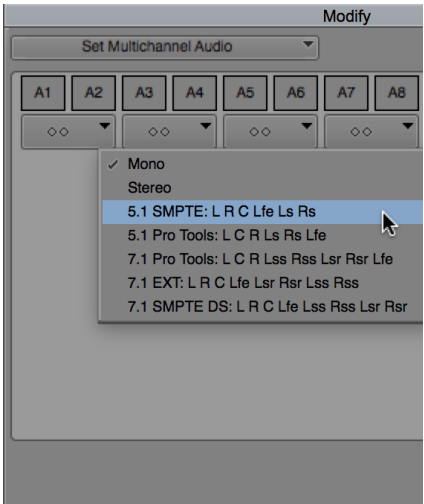 Modify
Set Multichannel Audio
A1 A2 A3 A4 A5 A6 A7 A8
Mono
Stereo
5.1 SMPTE: L R C Lfe Ls Rs
5.1 Pro Tools: L C R Ls Rs Lfe
7.1 Pro Tools: L C R Lss Rss Lsr Rsr Lfe
7.1 EXT: L R C Lfe Lsr Rsr Lss Rss
7.1 SMPTE DS: L R C Lfe Lss Rss Lsr Rsr